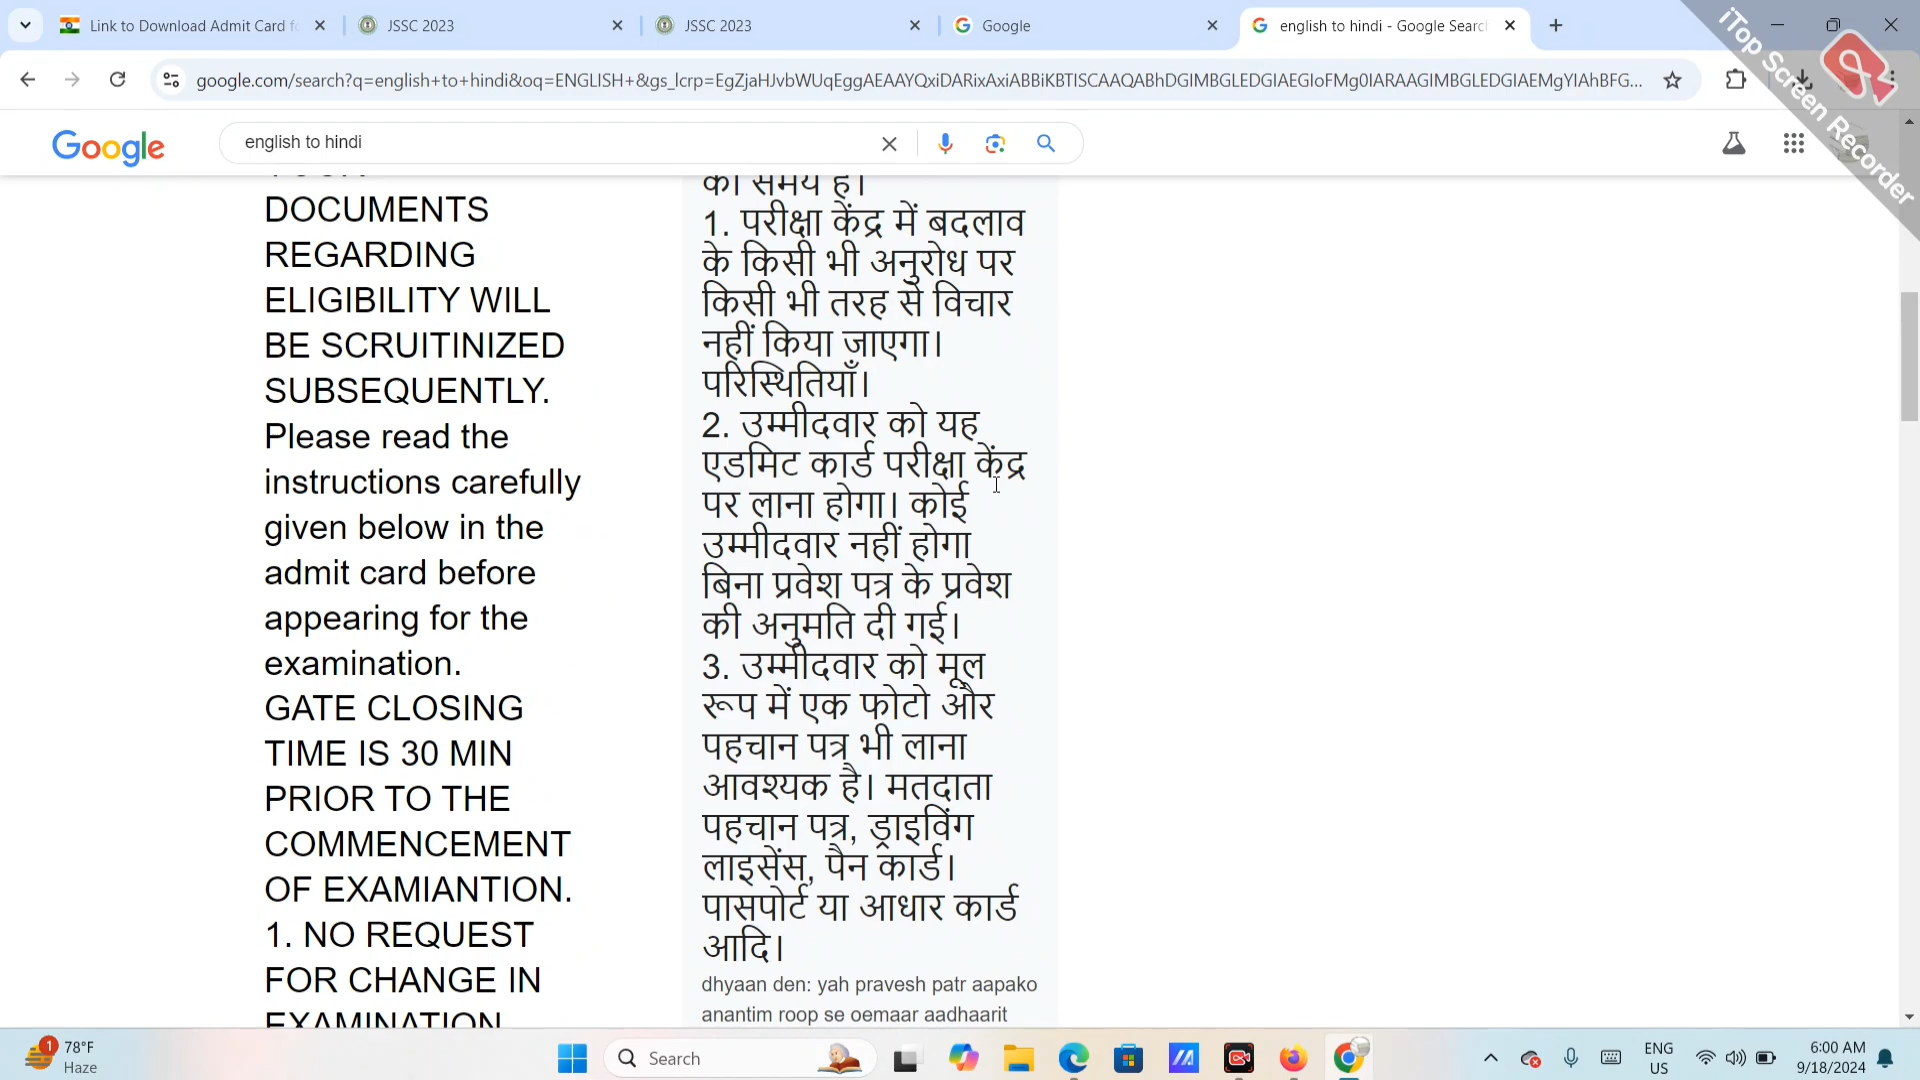 Link to Download Admit Card f
JSSC 2023
JSSC 2023
Google
english to hindi - Google Searc
google.com/search?q=english+to+hindi&oq=ENGLISH+&gs_lcrp=EgZjaHJvbWUqEggAEAAYQxiDARixAxiABBiKBTISCAAQABhDGIMBGLEDGIAEGIoFMg0IARAAGIMBGLEDGIAEMgYIAhBFG...
iTop Screen Recorder
Google
english to hindi
DOCUMENTS
REGARDING
ELIGIBILITY WILL
BE SCRUITINIZED
SUBSEQUENTLY.
Please read the
instructions carefully
given below in the
admit card before
appearing for the
examination.
GATE CLOSING
TIME IS 30 MIN
PRIOR TO THE
COMMENCEMENT
OF EXAMIANTION.
1. NO REQUEST
FOR CHANGE IN
EXAMINATION
का समय है।
1. परीक्षा केंद्र में बदलाव
के किसी भी अनुरोध पर
किसी भी तरह से विचार
नहीं किया जाएगा।
परिस्थितियाँ।
2. उम्मीदवार को यह
एडमिट कार्ड परीक्षा केंद्र
पर लाना होगा। कोई
उम्मीदवार नहीं होगा
बिना प्रवेश पत्र के प्रवेश
की अनुमति दी गई।
3. उम्मीदवार को मूल
रूप में एक फोटो और
पहचान पत्र भी लाना
आवश्यक है। मतदाता
पहचान पत्र, ड्राइविंग
लाइसेंस, पैन कार्ड।
पासपोर्ट या आधार कार्ड
आदि।
dhyaan den: yah pravesh patr aapako
anantim roop se oemaar aadhaarit
1
78°F
Haze
Search
ENG
US
6:00 AM
9/18/2024